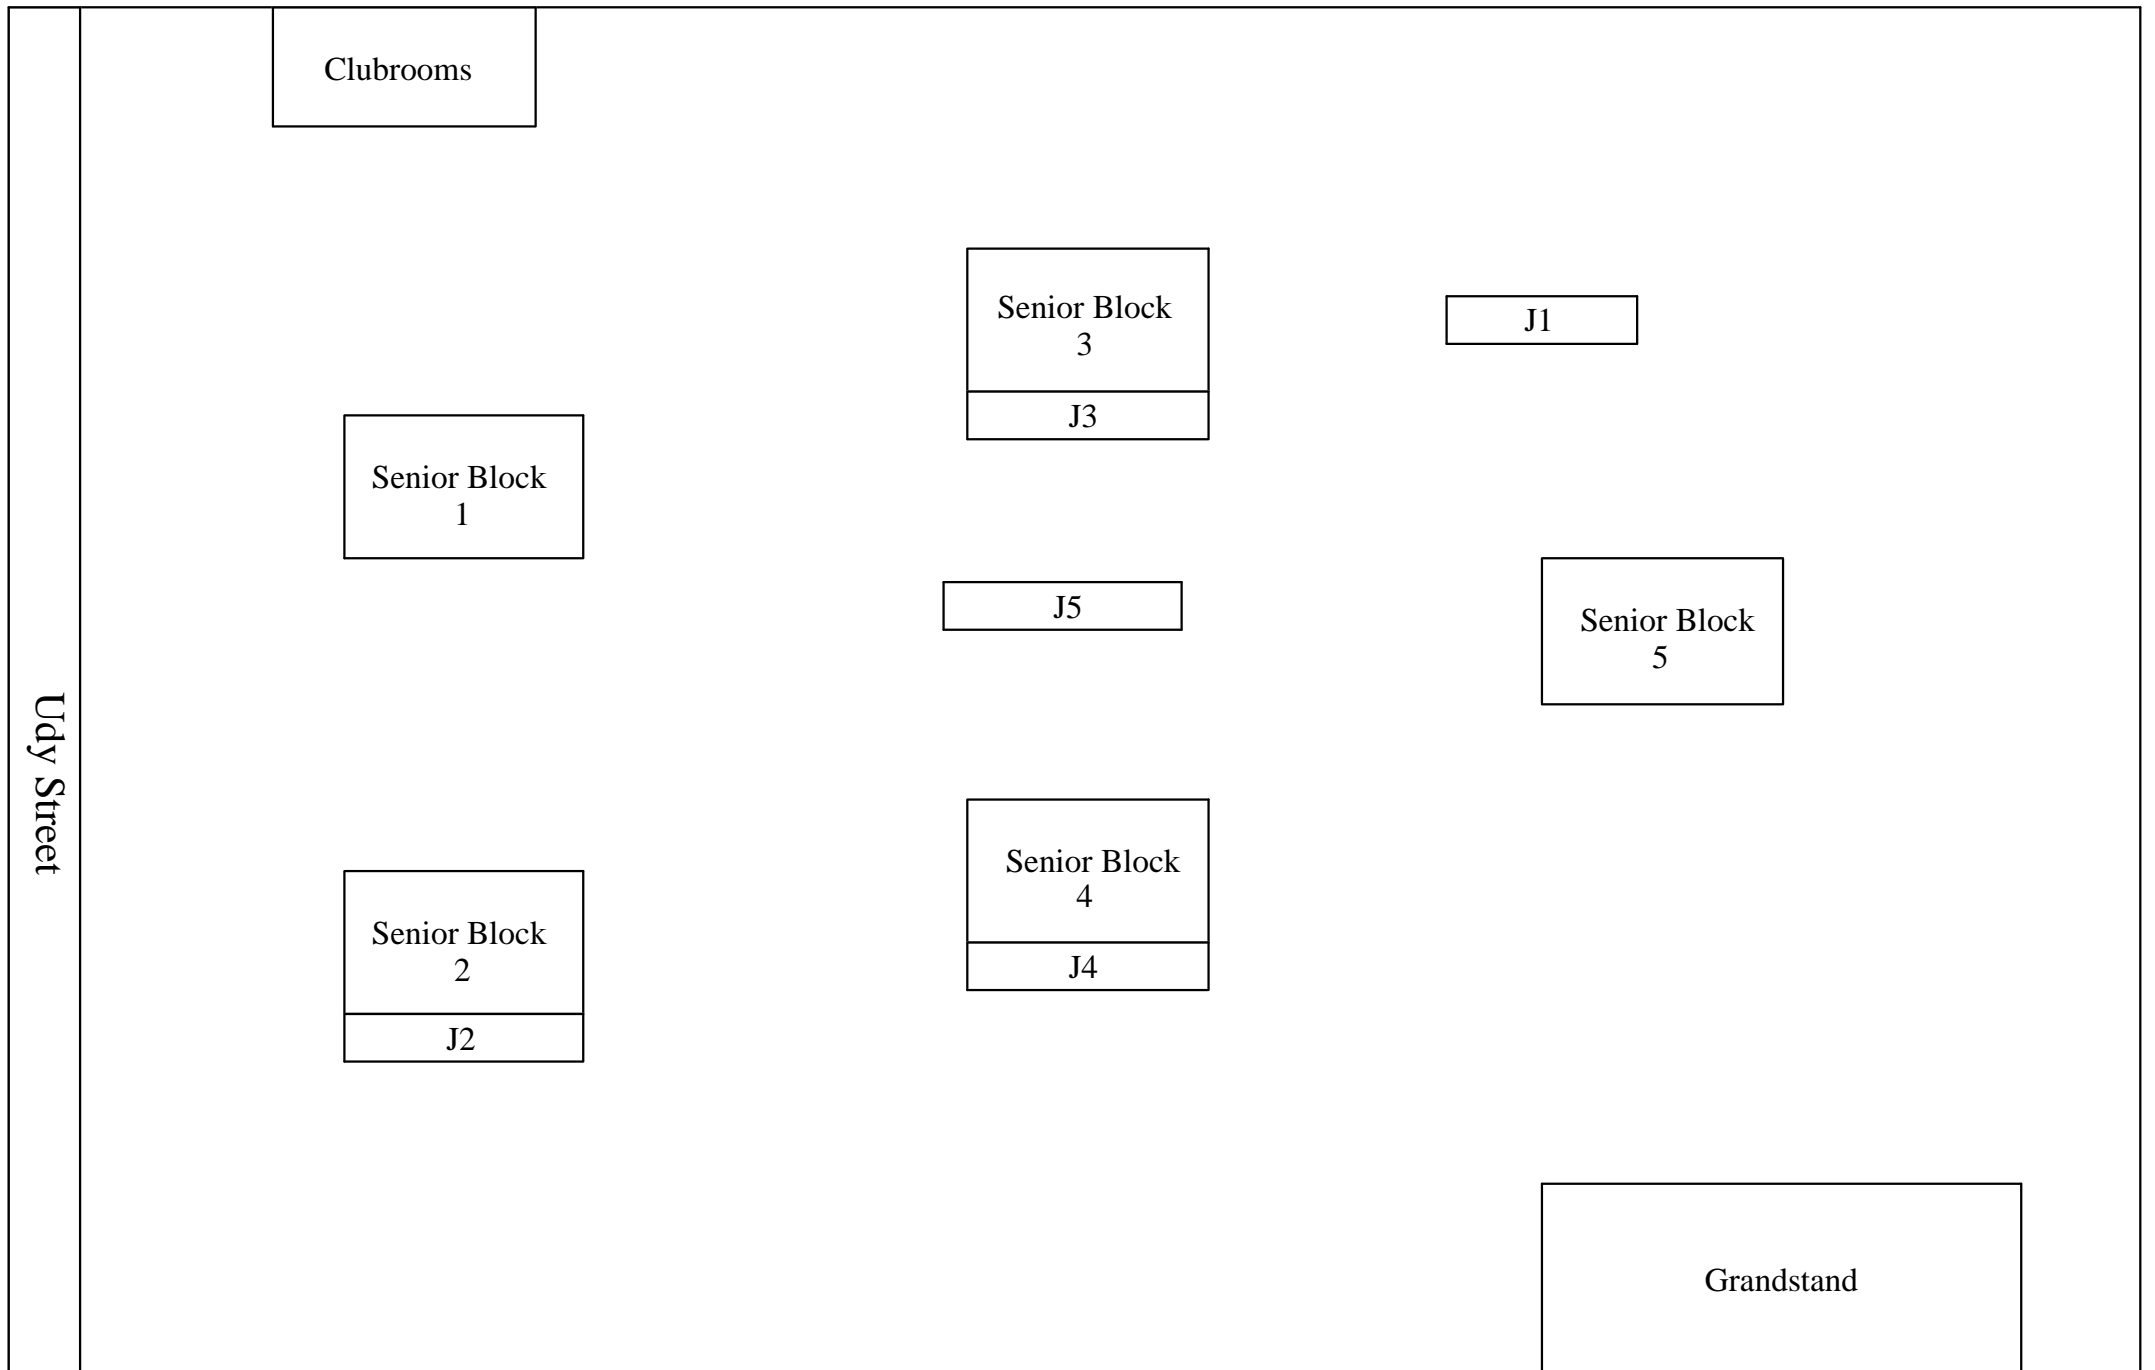 Clubrooms
Senior Block
3
J1
J3
Senior Block
1
J5
Senior Block
5
Udy Street
Senior Block
4
Senior Block
2
J4
J2
Grandstand